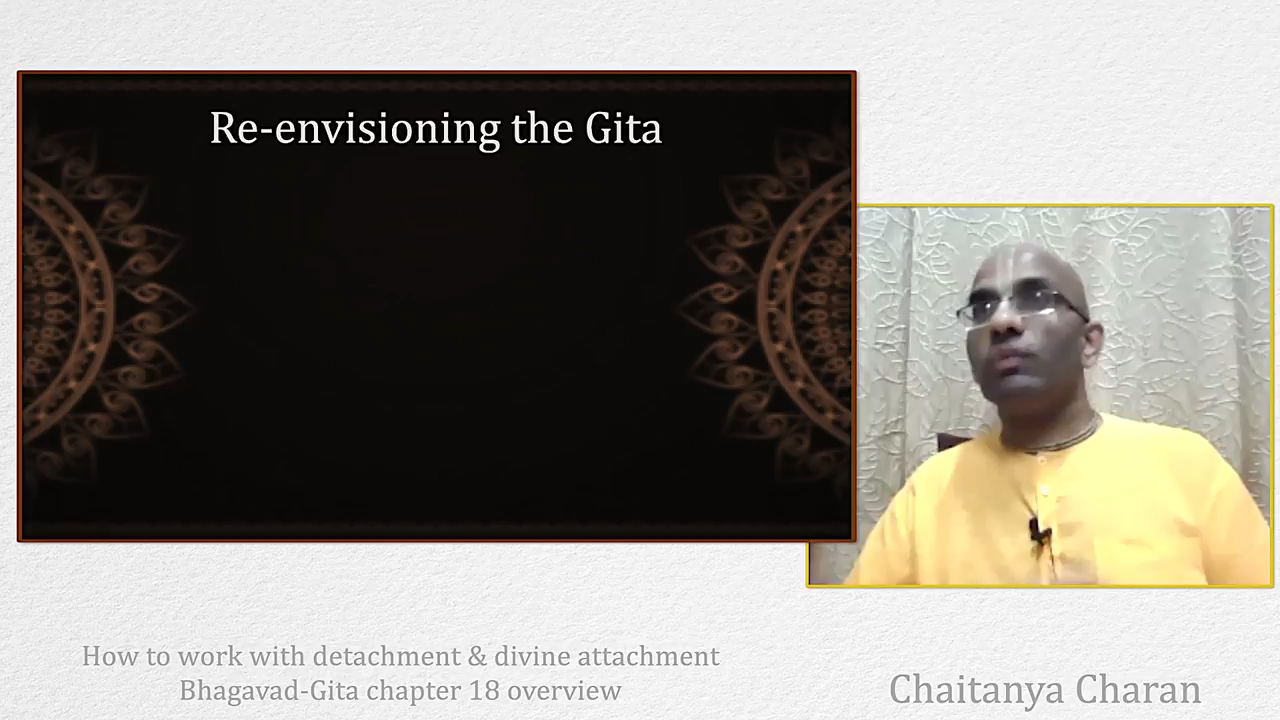 Re-envisioning the Gita
How to work with detachment & divine attachment
Bhagavad-Gita chapter 18 overview
Chaitanya Charan